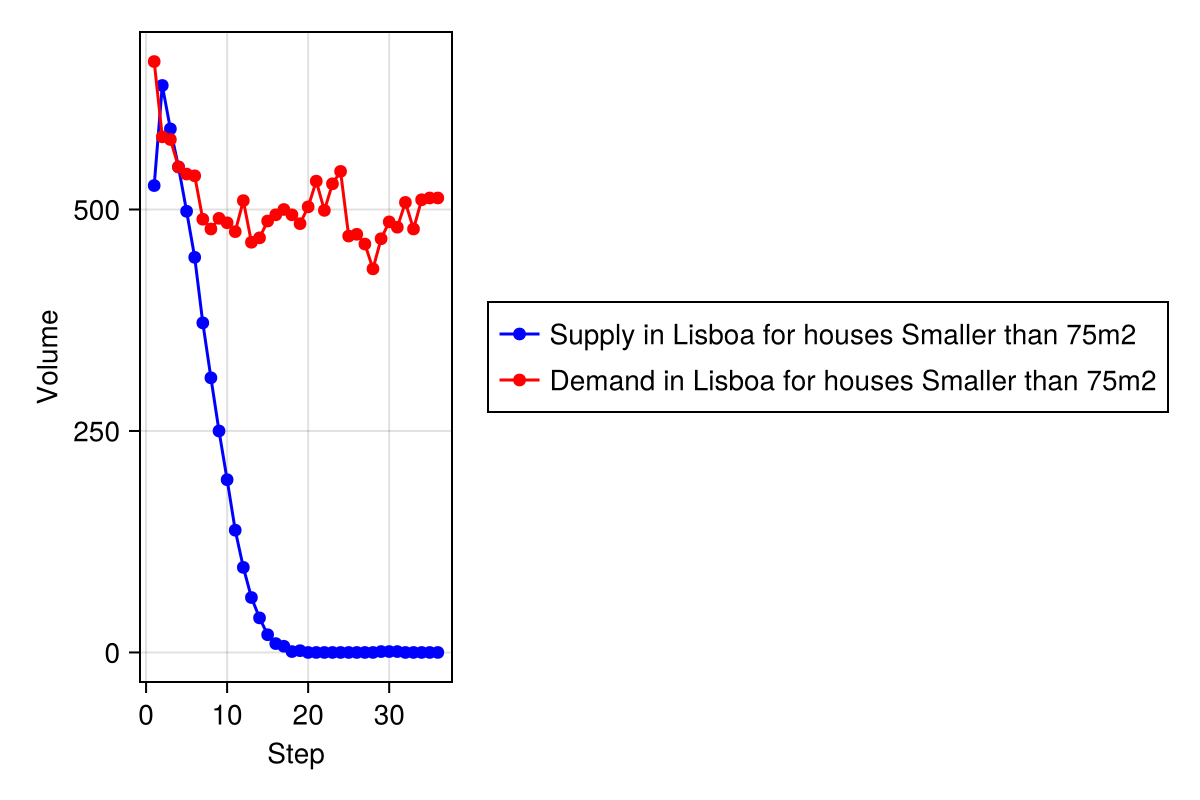 500
250
0
Volume
0 10 20 30
Step
Supply in Lisboa for houses Smaller than 75m2
Demand in Lisboa for houses Smaller than 75m2